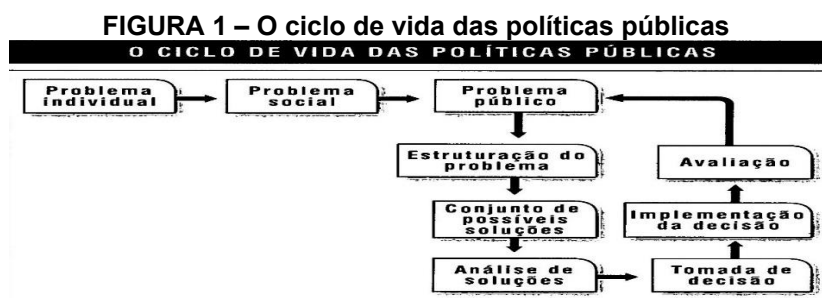 FIGURA 1 – O ciclo de vida das políticas públicas
O CICLO DE VIDA DAS POLÍTICAS PÚBLICAS
Problema
individual
Problema
social
Problema
público
Estruturação do
problema
Conjunto de
possíveis
soluções
Análise de
soluções
Tomada de
decisão
Implementação
da decisão
Avaliação